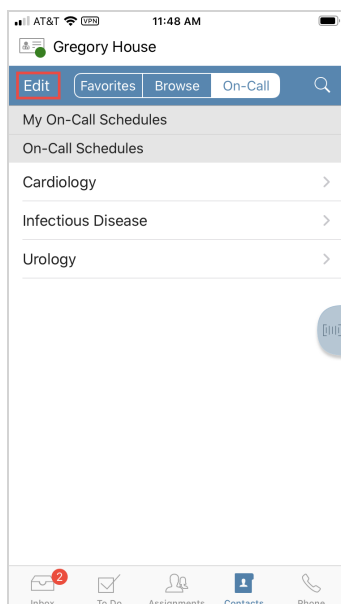 AT&T VPN 11:48 AM
Gregory House
Edit Favorites Browse On-Call
My On-Call Schedules
On-Call Schedules
Cardiology
Infectious Disease
Urology
2
Inbox To Do Assignments Contacts Phone